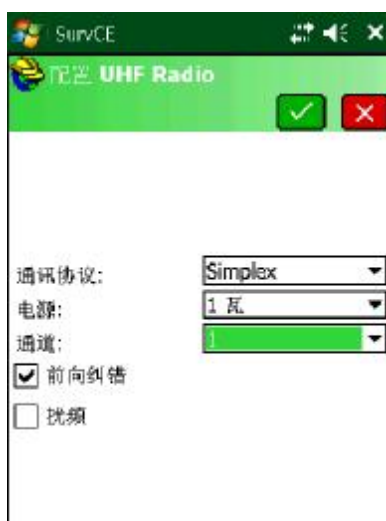 SurvCE
配置 UHF Radio
通讯协议: Simplex
电源: 1 瓦
通道: 1
前向纠错
扰频